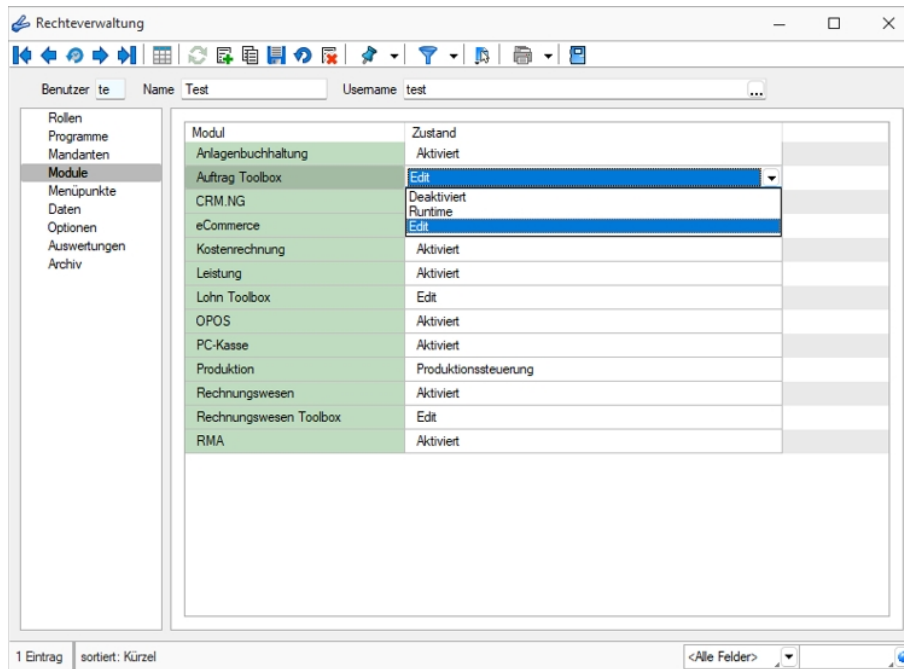 Rechteverwaltung
Benutzer te Name Test Username test ...
Rollen
Programme
Mandanten
Module
Menüpunkte
Daten
Optionen
Auswertungen
Archiv
Modul Zustand
Anlagenbuchhaltung Aktiviert
Auftrag Toolbox Edit
CRM.NG Deaktiviert
Runtime
eCommerce Edit
Kostenrechnung Aktiviert
Leistung Aktiviert
Lohn Toolbox Edit
OPOS Aktiviert
PC-Kasse Aktiviert
Produktion Produktionssteuerung
Rechnungswesen Aktiviert
Rechnungswesen Toolbox Edit
RMA Aktiviert
1 Eintrag sortiert: Kürzel <Alle Felder>